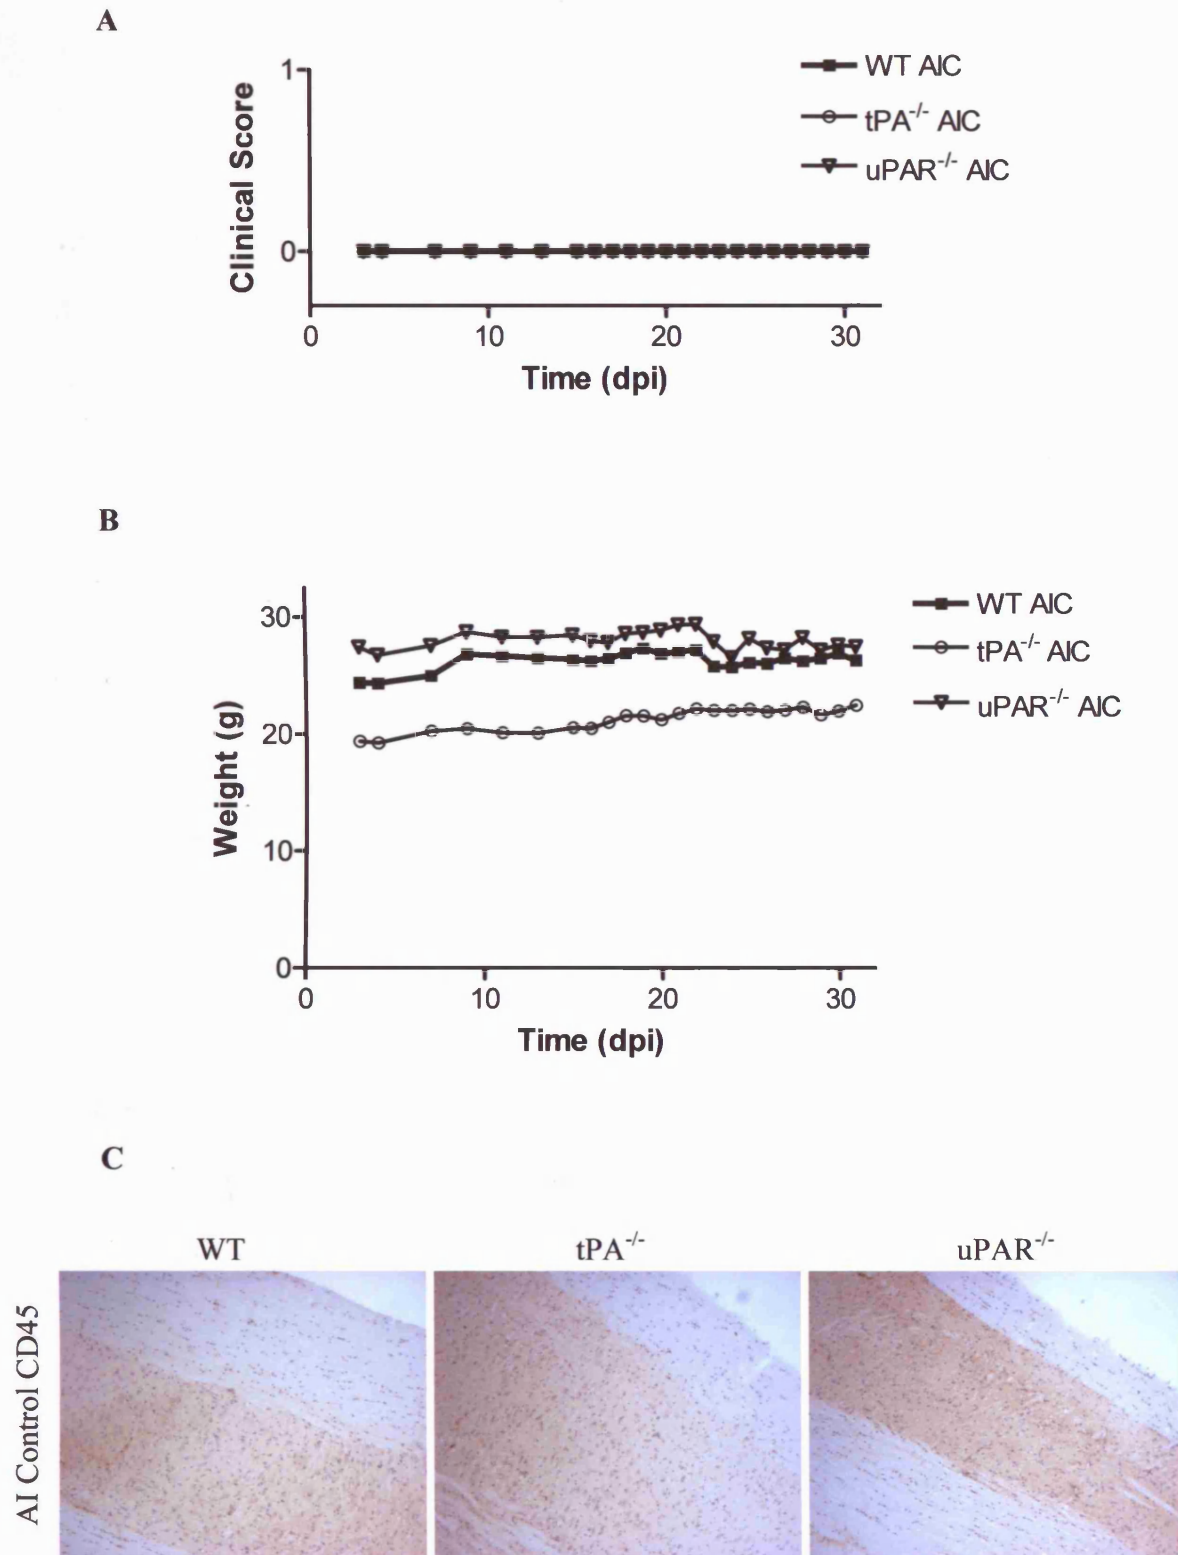 A
1
0
Clinical Score
WT AIC
tPA-/- AIC
uPAR-/- AIC
0 10 20 30
Time (dpi)
B
30
20
10
0
Weight (g)
WT AIC
tPA-/- AIC
uPAR-/- AIC
0 10 20 30
Time (dpi)
C
WT tPA-/- uPAR-/-
AI Control CD45